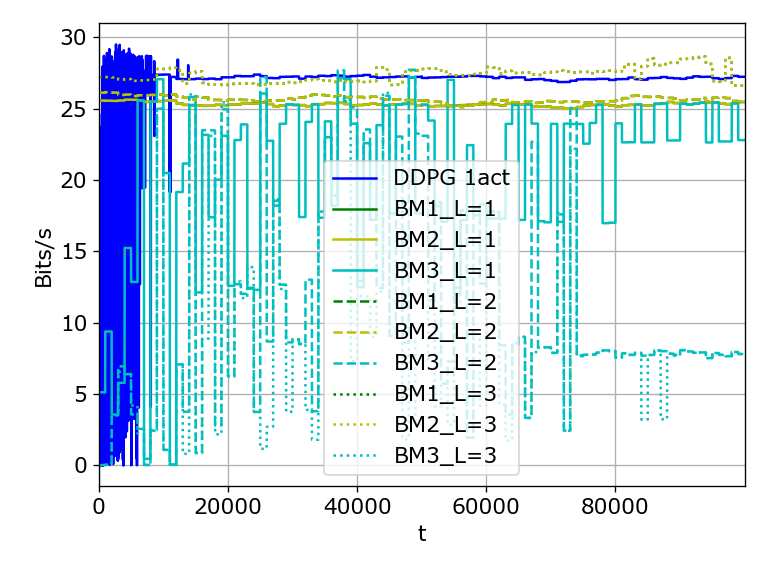 30
25
20
15
10
5
0
Bits/s
DDPG 1act
BM1_L=1
BM2_L=1
BM3_L=1
BM1_L=2
BM2_L=2
BM3_L=2
BM1_L=3
BM2_L=3
BM3_L=3
0 20000 40000 60000 80000
t